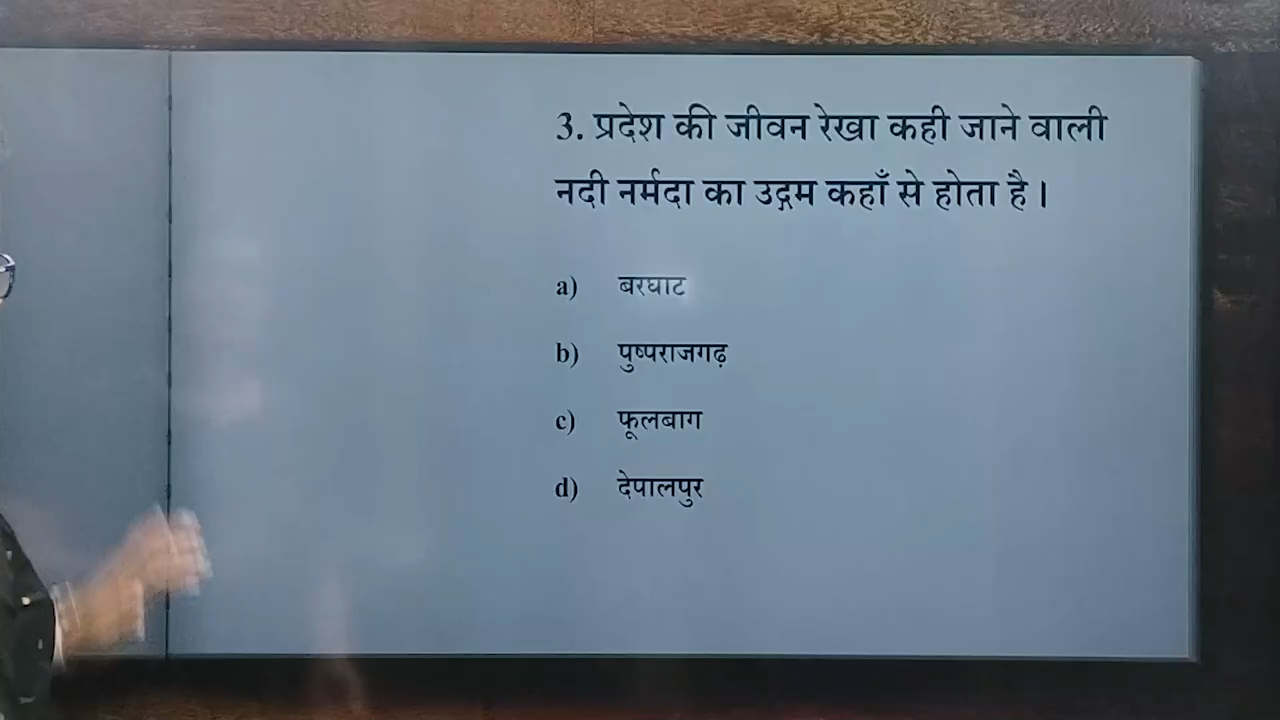 3. प्रदेश की जीवन रेखा कही जाने वाली
नदी नर्मदा का उद्गम कहाँ से होता है।
a) बरघाट
b) पुष्पराजगढ़
c) फूलबाग
d) देपालपुर